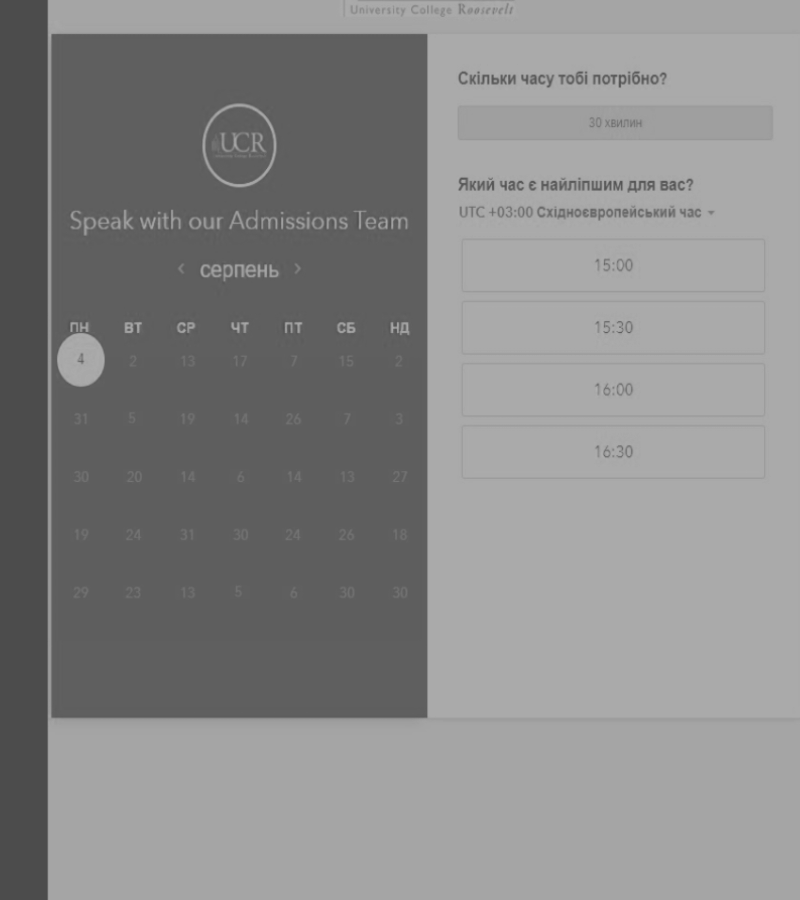 University College Roosevelt
UCR
Speak with our Admissions Team
‹ серпень ›
ПН ВТ СР ЧТ ПТ СБ НД
4 2 13 17 7 15 2
31 5 19 14 26 7 3
30 20 14 6 14 13 27
19 24 31 30 24 26 18
29 23 13 5 6 30 30
Скільки часу тобі потрібно?
30 хвилин
Який час є найліпшим для вас?
UTC +03:00 Східноєвропейський час
15:00
15:30
16:00
16:30